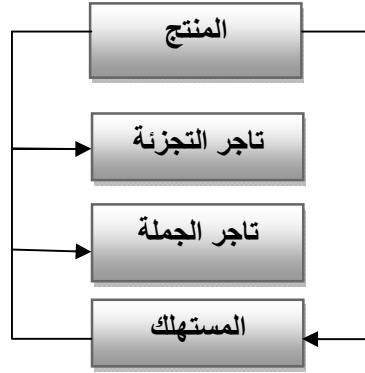 المنتج
تاجر التجزئة
تاجر الجملة
المستهلك